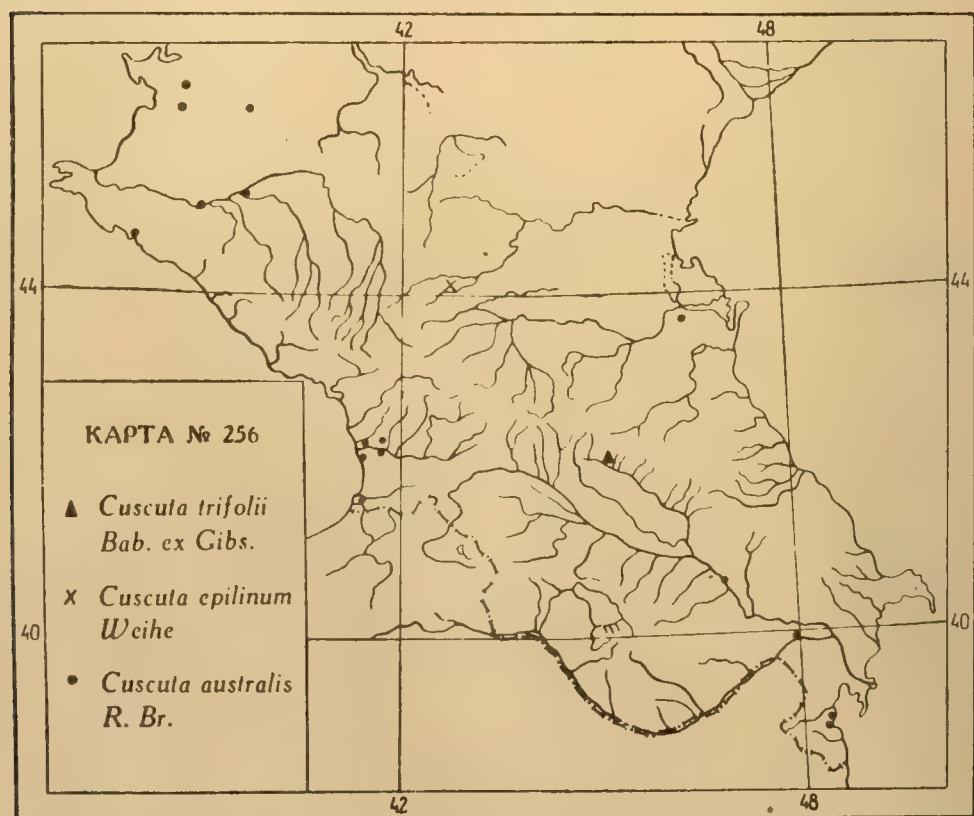 42
48
44
44
КАРТА № 256
Cuscuta trifolii
Bab. ex Gibs.
40
40
x Cuscuta epilinum
Weihe
Cuscuta australis
R. Br.
42
48